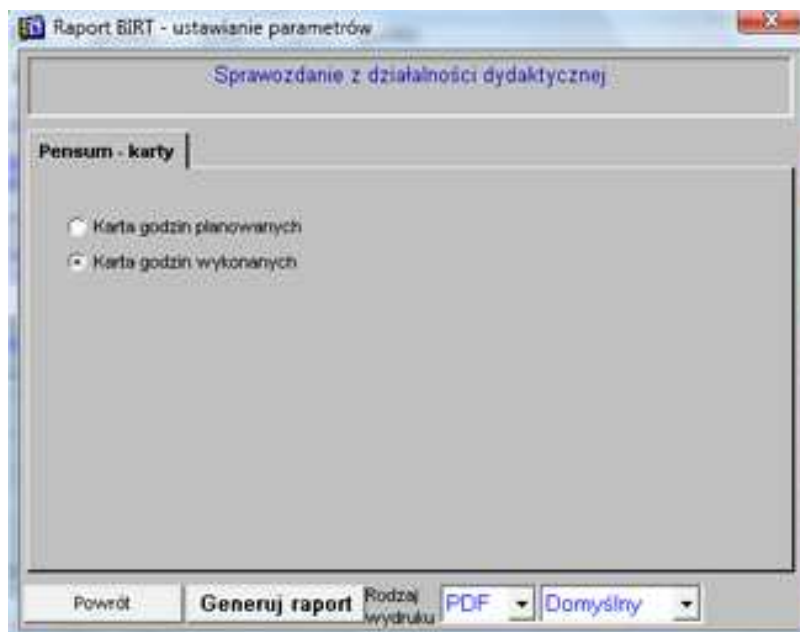 Raport BIRT - ustawianie parametrów
Sprawozdanie z działalności dydaktycznej
Pensum - karty
Karta godzin planowanych
Karta godzin wykonanych
Powrót
Generuj raport
Rodzaj
wydruku
PDF
Domyślny